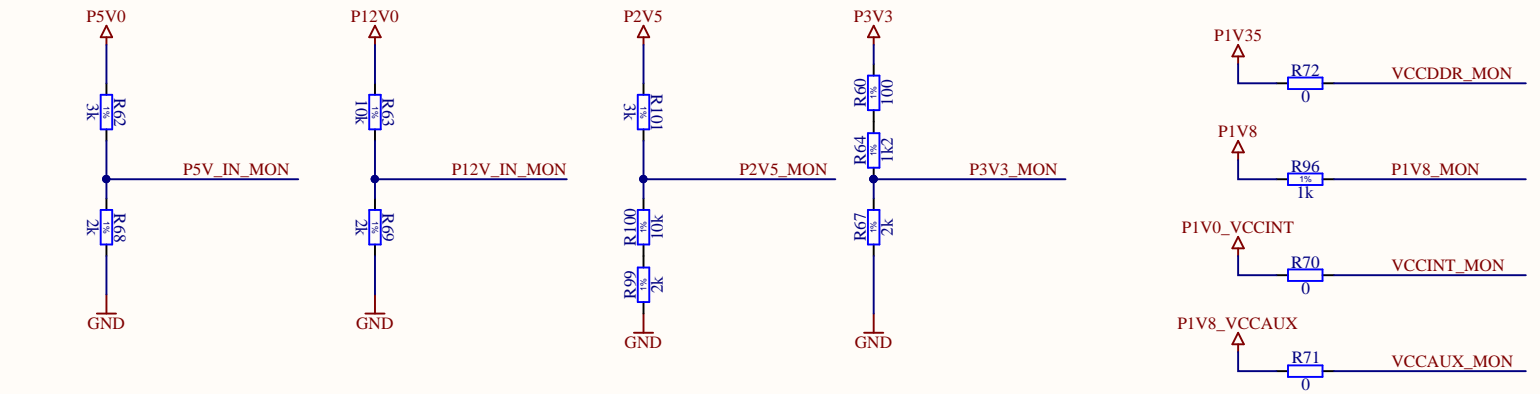 P5V0
R62
3k
1%
P5V_IN_MON
R68
2k
1%
GND
P12V0
R63
10k
1%
P12V_IN_MON
R69
2k
1%
GND
P2V5
R101
3k
1%
P2V5_MON
R100
10k
1%
R99
2k
1%
GND
P3V3
R60
100
1%
R64
1k2
1%
P3V3_MON
R67
2k
1%
GND
P1V35
R72
0
VCCDDR_MON
P1V8
R96
1%
1k
P1V8_MON
P1V0_VCCINT
R70
0
VCCINT_MON
P1V8_VCCAUX
R71
0
VCCAUX_MON